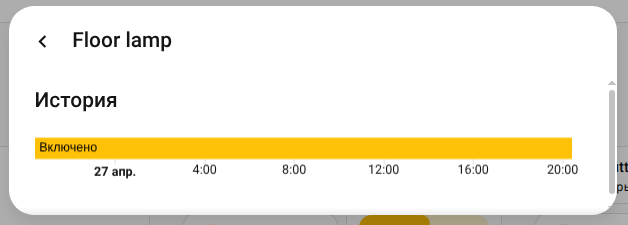 Floor lamp
История
Включено
27 апр.
4:00
8:00
12:00
16:00
20:00